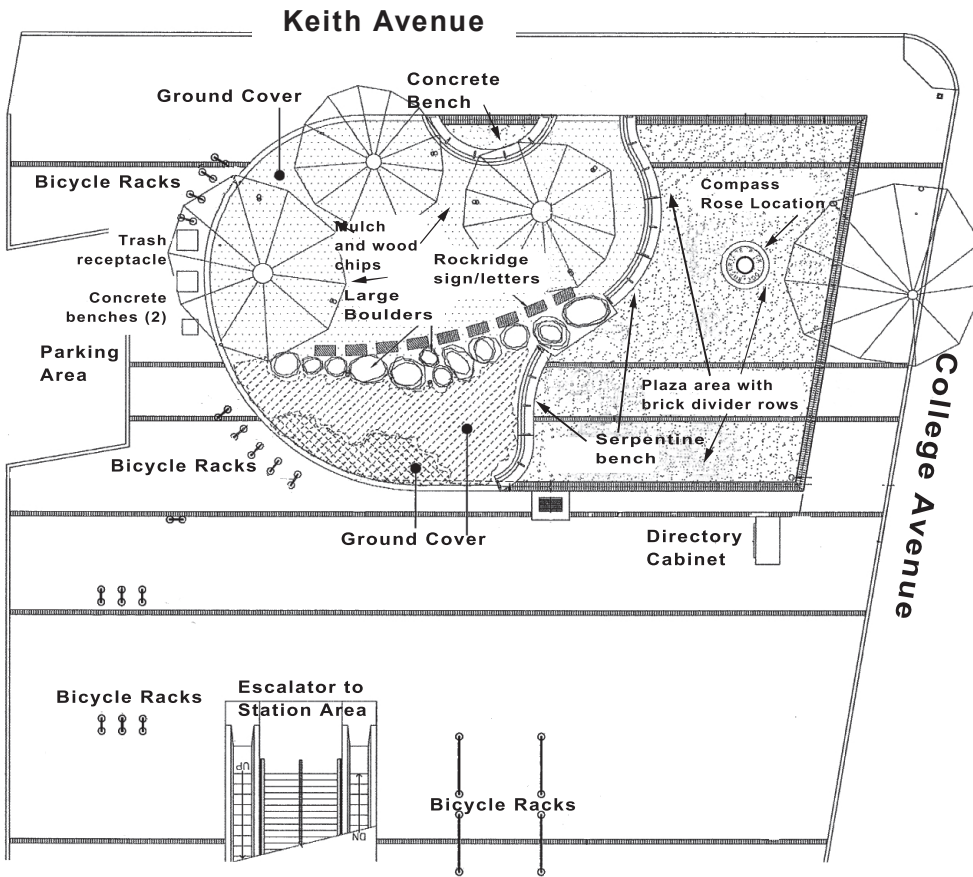 Keith Avenue
Concrete
Bench
Ground Cover
Bicycle Racks
Compass
Rose Location
Trash
receptacle
Mulch
and wood
chips
Rockridge
sign/letters
Concrete
benches (2)
Large
Boulders
Parking
Area
College Avenue
Plaza area with
brick divider rows
Serpentine
bench
Bicycle Racks
Ground Cover
Directory
Cabinet
Bicycle Racks
Escalator to
Station Area
UP
DN
Bicycle Racks